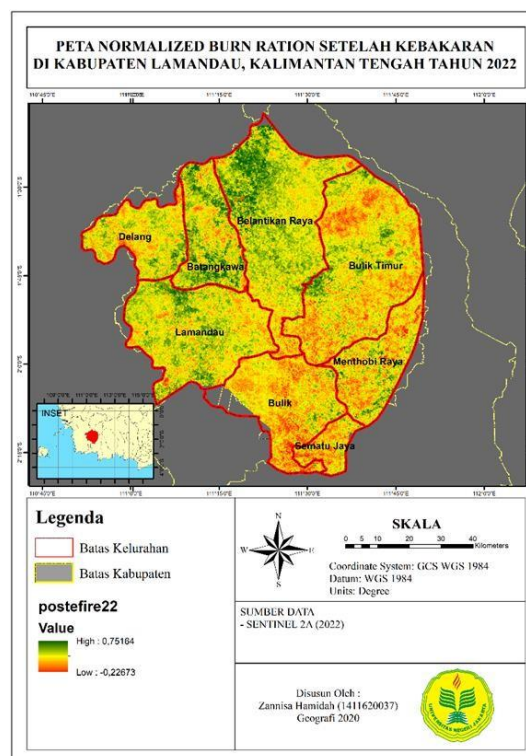 PETA NORMALIZED BURN RATION SETELAH KEBAKARAN
DI KABUPATEN LAMANDAU, KALIMANTAN TENGAH TAHUN 2022
Belantikan Raya
Delang
Batangkawa
Bulik Timur
Lamandau
Menthobi Raya
Bulik
Sematu Jaya
INSET
Legenda
Batas Kelurahan
Batas Kabupaten
postefire22
Value
High : 0,75164
Low : -0,22673
N
W
S
SKALA
0 5 10 20 30 40
Kilometers
Coordinate System: GCS WGS 1984
Datum: WGS 1984
Units: Degree
SUMBER DATA
- SENTINEL 2A (2022)
Disusun Oleh :
Zannisa Hamidah (1411620037)
Geografi 2020